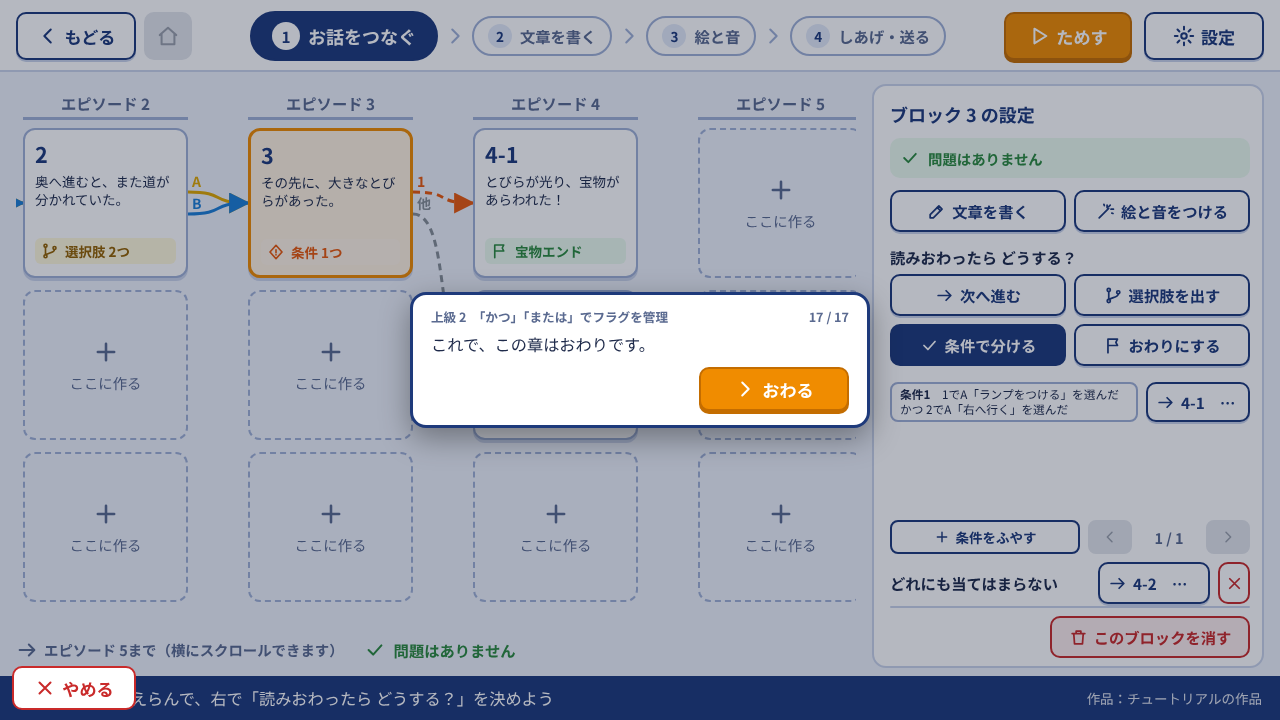 もどる
1 お話をつなぐ
2 文章を書く
3 絵と音
4 しあげ・送る
ためす
設定
エピソード 2
エピソード 3
エピソード 4
エピソード 5
2
奥へ進むと、また道が
分かれていた。
選択肢 2つ
A
B
3
その先に、大きなとび
らがあった。
条件 1つ
1
他
4-1
とびらが光り、宝物が
あらわれた！
宝物エンド
ここに作る
ここに作る
ここに作る
上級 2 「かつ」「または」でフラグを管理
17 / 17
これで、この章はおわりです。
おわる
ここに作る
ここに作る
ここに作る
ここに作る
エピソード 5まで（横にスクロールできます）
問題はありません
ブロック 3 の設定
問題はありません
文章を書く
絵と音をつける
読みおわったら どうする？
次へ進む
選択肢を出す
条件で分ける
おわりにする
条件1 1でA「ランプをつける」を選んだ
かつ 2でA「右へ行く」を選んだ
4-1 …
条件をふやす
1 / 1
どれにも当てはまらない
4-2 …
このブロックを消す
やめる
えらんで、右で「読みおわったら どうする？」を決めよう
作品：チュートリアルの作品